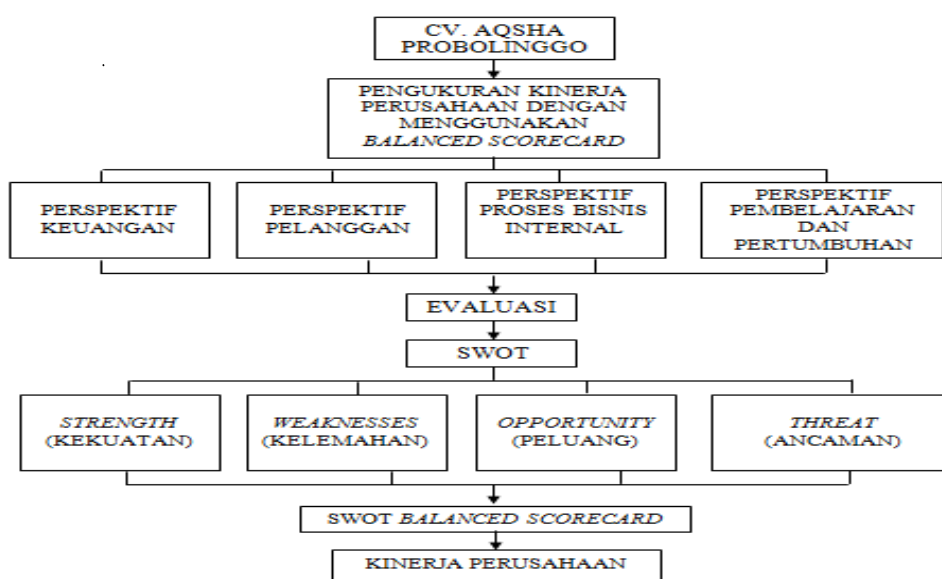 CV. AQSHA
PROBOLINGGO
PENGUKURAN KINERJA
PERUSAHAAN DENGAN
MENGGUNAKAN
BALANCED SCORECARD
PERSPEKTIF
KEUANGAN
PERSPEKTIF
PELANGGAN
PERSPEKTIF
PROSES BISNIS
INTERNAL
PERSPEKTIF
PEMBELAJARAN
DAN
PERTUMBUHAN
EVALUASI
SWOT
STRENGTH
(KEKUATAN)
WEAKNESSES
(KELEMAHAN)
OPPORTUNITY
(PELUANG)
THREAT
(ANCAMAN)
SWOT BALANCED SCORECARD
KINERJA PERUSAHAAN